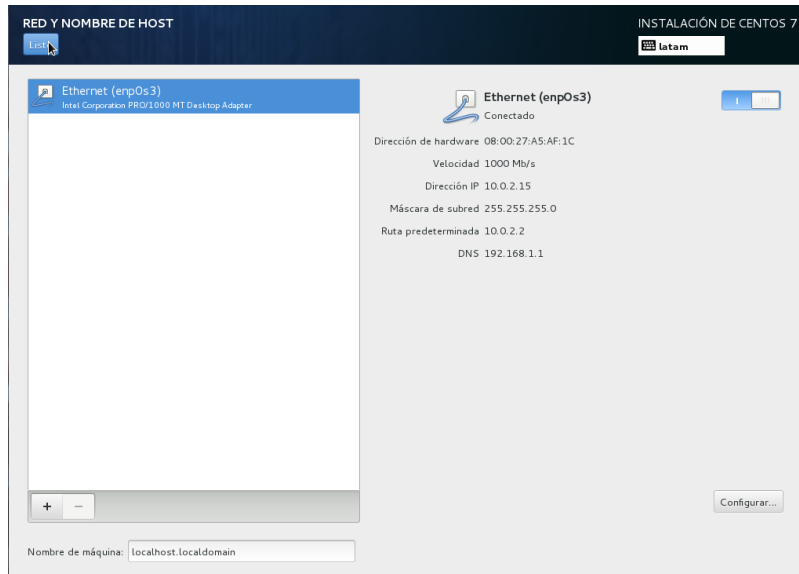 RED Y NOMBRE DE HOST
INSTALACIÓN DE CENTOS 7
latam
Ethernet (enp0s3)
Intel Corporation PRO/1000 MT Desktop Adapter
Ethernet (enp0s3)
Conectado
Dirección de hardware 08:00:27:A5:AF:1C
Velocidad 1000 Mb/s
Dirección IP 10.0.2.15
Máscara de subred 255.255.255.0
Ruta predeterminada 10.0.2.2
DNS 192.168.1.1
Configurar...
Nombre de máquina: localhost.localdomain